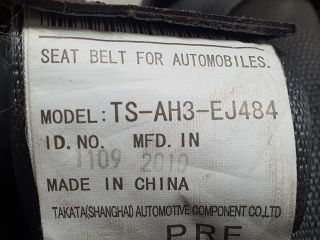 SEAT BELT FOR AUTOMOBILES.
MODEL: TS-AH3-EJ484
ID.NO. MFD.IN
1109 2010
MADE IN CHINA
TAKATA(SHANGHAI) AUTOMOTIVE COMPONENT CO.,LTD
PRE